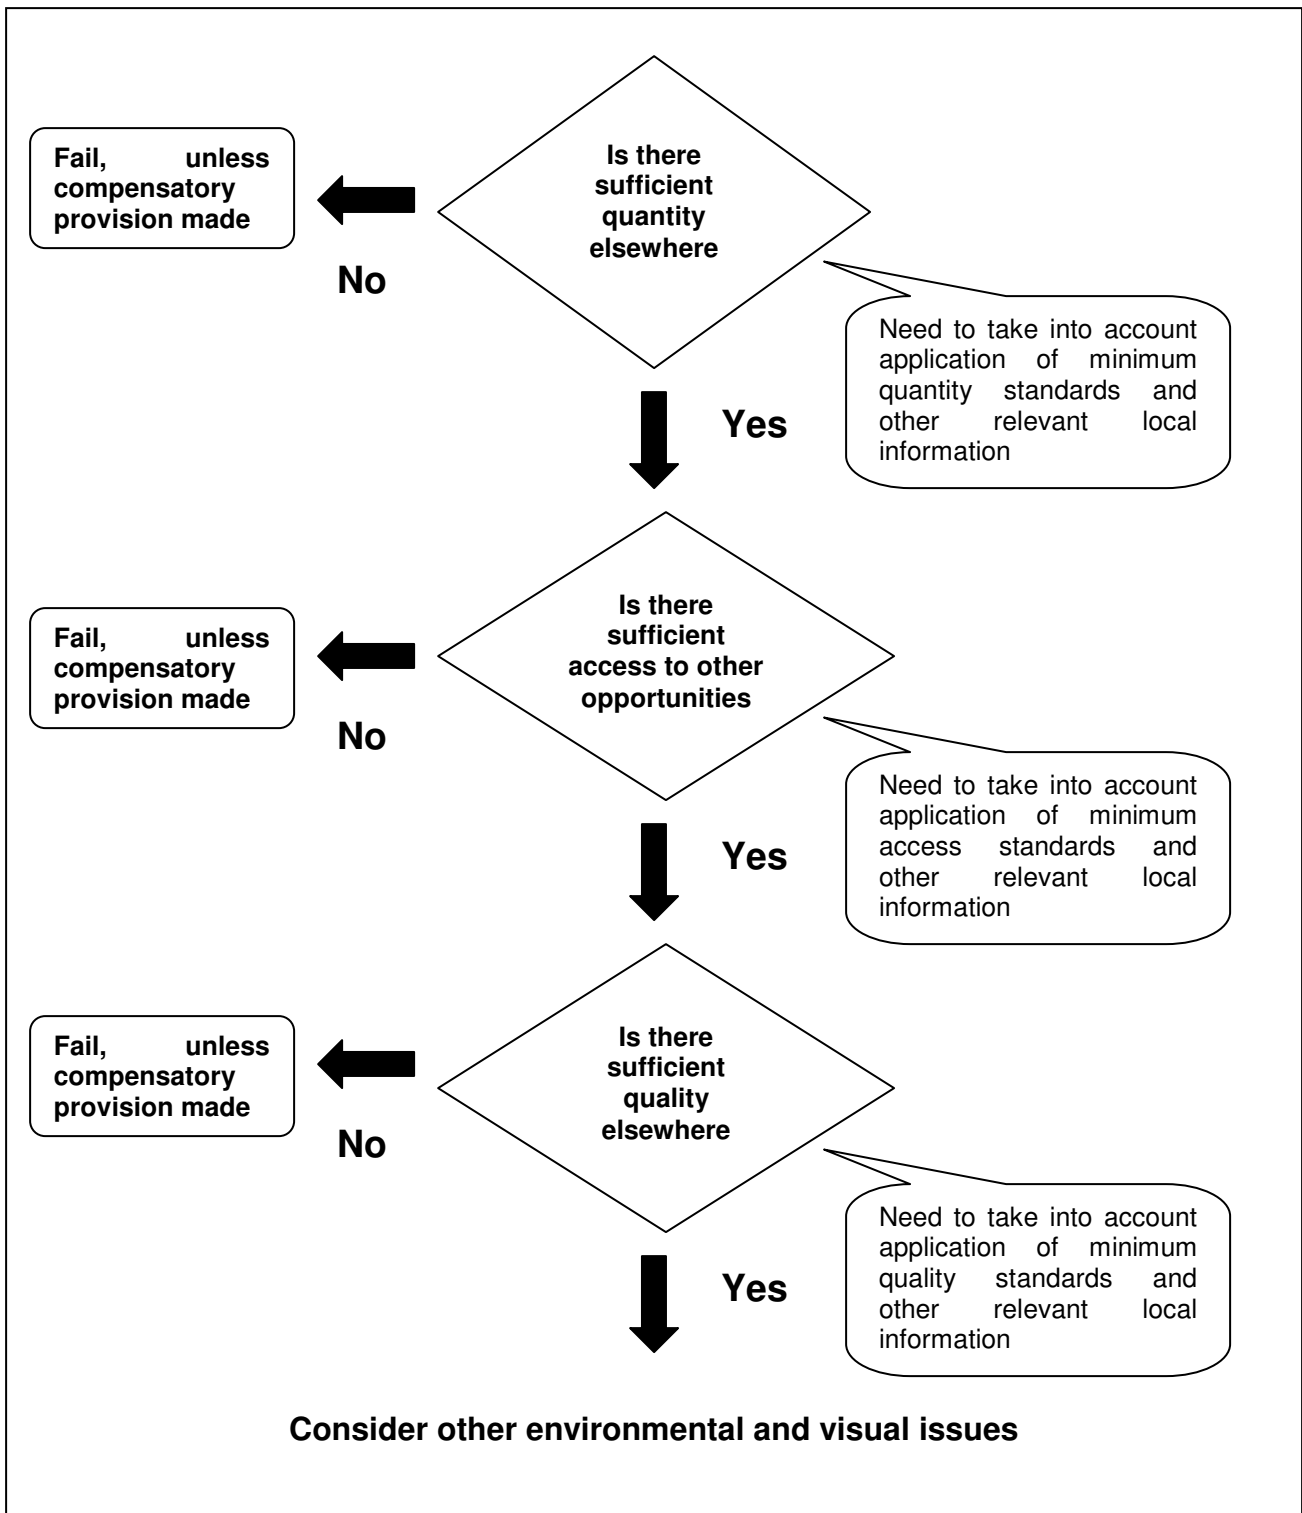 Fail, unless
compensatory
provision made
Is there
sufficient
quantity
elsewhere
No
Need to take into account
application of minimum
quantity standards and
other relevant local
information
Yes
Fail, unless
compensatory
provision made
Is there
sufficient
access to other
opportunities
No
Need to take into account
application of minimum
access standards and
other relevant local
information
Yes
Fail, unless
compensatory
provision made
Is there
sufficient
quality
elsewhere
No
Need to take into account
application of minimum
quality standards and
other relevant local
information
Yes
Consider other environmental and visual issues